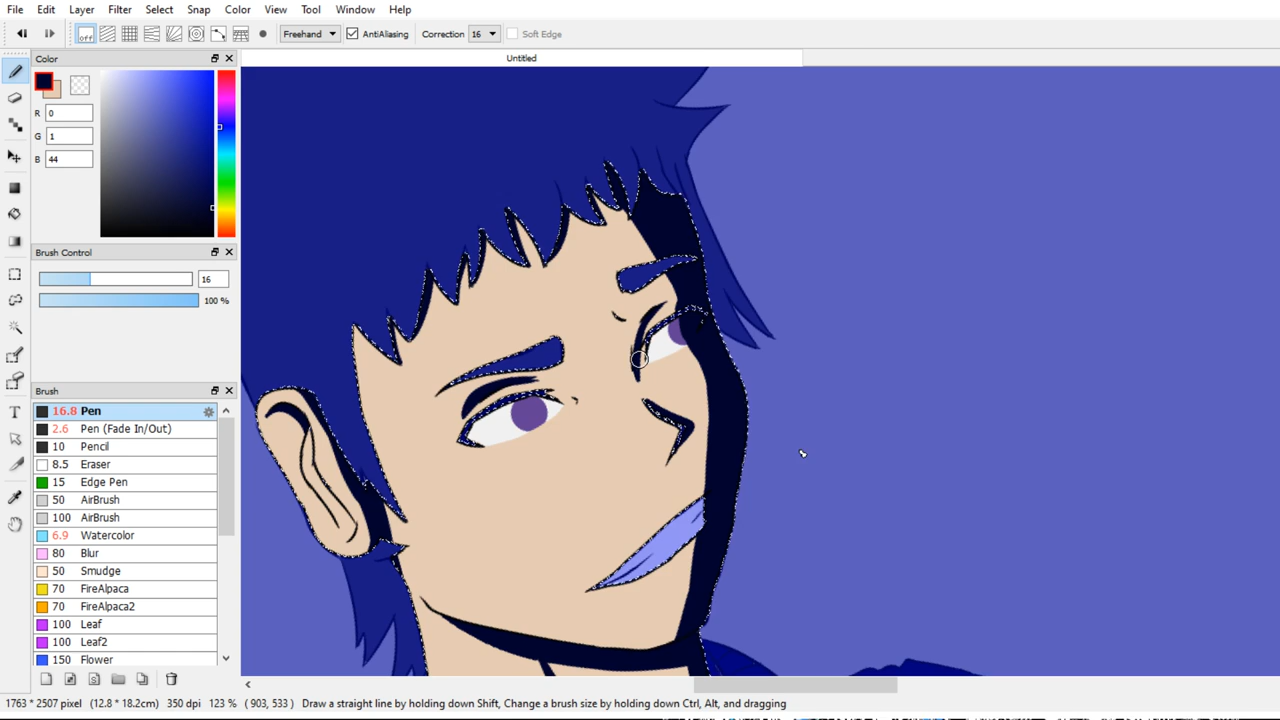 File Edit Layer Filter Select Snap Color View Tool Window Help
off Freehand AntiAliasing Correction 16 Soft Edge
Color
Untitled
R 0
G 1
B 44
Brush Control
16
100 %
Brush
16.8 Pen
2.6 Pen (Fade In/Out)
10 Pencil
8.5 Eraser
15 Edge Pen
50 AirBrush
100 AirBrush
6.9 Watercolor
80 Blur
50 Smudge
70 FireAlpaca
70 FireAlpaca2
100 Leaf
100 Leaf2
150 Flower
1763 * 2507 pixel (12.8 * 18.2cm) 350 dpi 123 % ( 903, 533 ) Draw a straight line by holding down Shift, Change a brush size by holding down Ctrl, Alt, and dragging